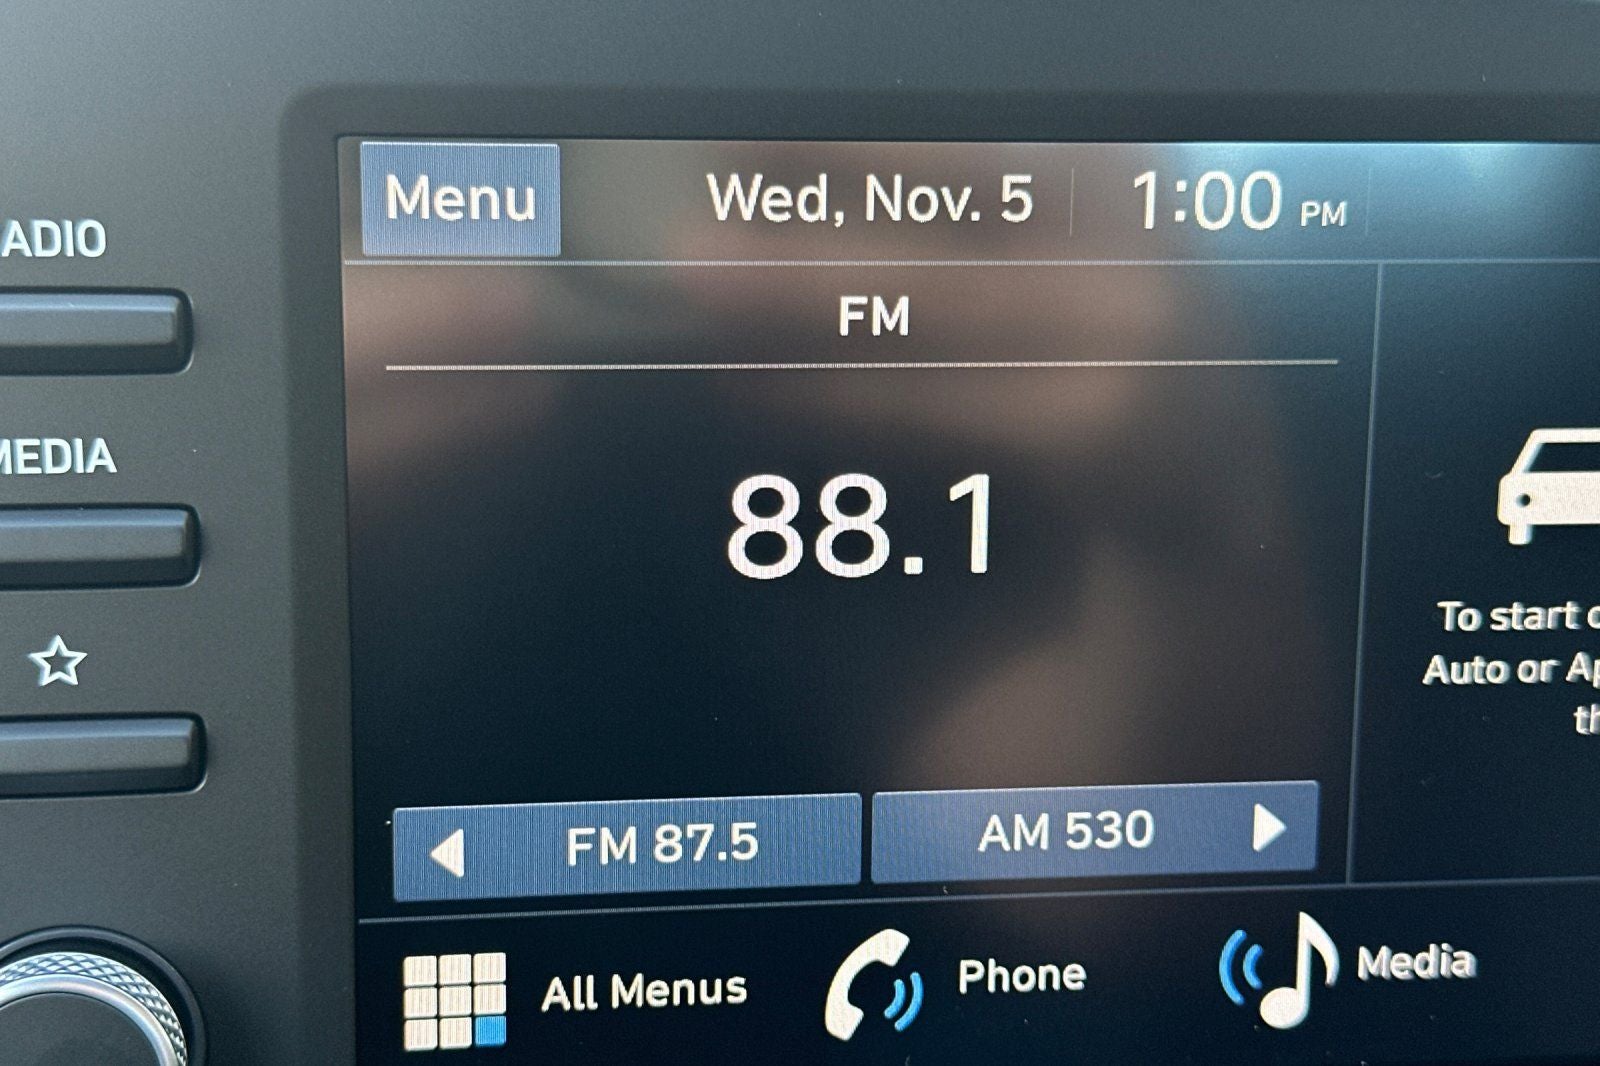 ADIO
MEDIA
Menu
Wed, Nov. 5
1:00 PM
FM
88.1
To start
Auto or
FM 87.5
AM 530
All Menus
Phone
Media